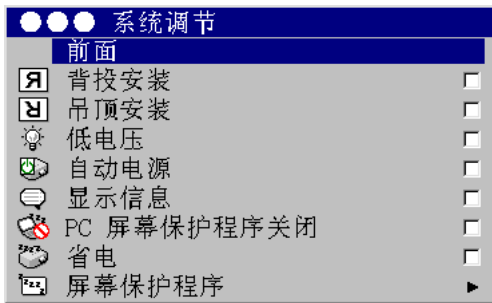 系统调节
前面
背投安装
吊顶安装
低电压
自动电源
显示信息
PC 屏幕保护程序关闭
省电
屏幕保护程序